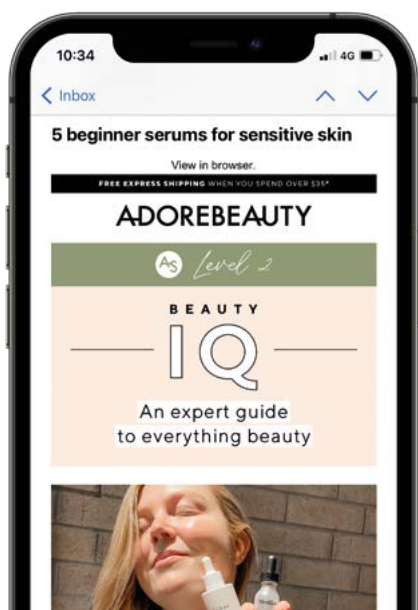 10:34
4G
Inbox
5 beginner serums for sensitive skin
View in browser.
FREE EXPRESS SHIPPING WHEN YOU SPEND OVER $35*
ADOREBEAUTY
AS Level 2
BEAUTY
IQ
An expert guide
to everything beauty